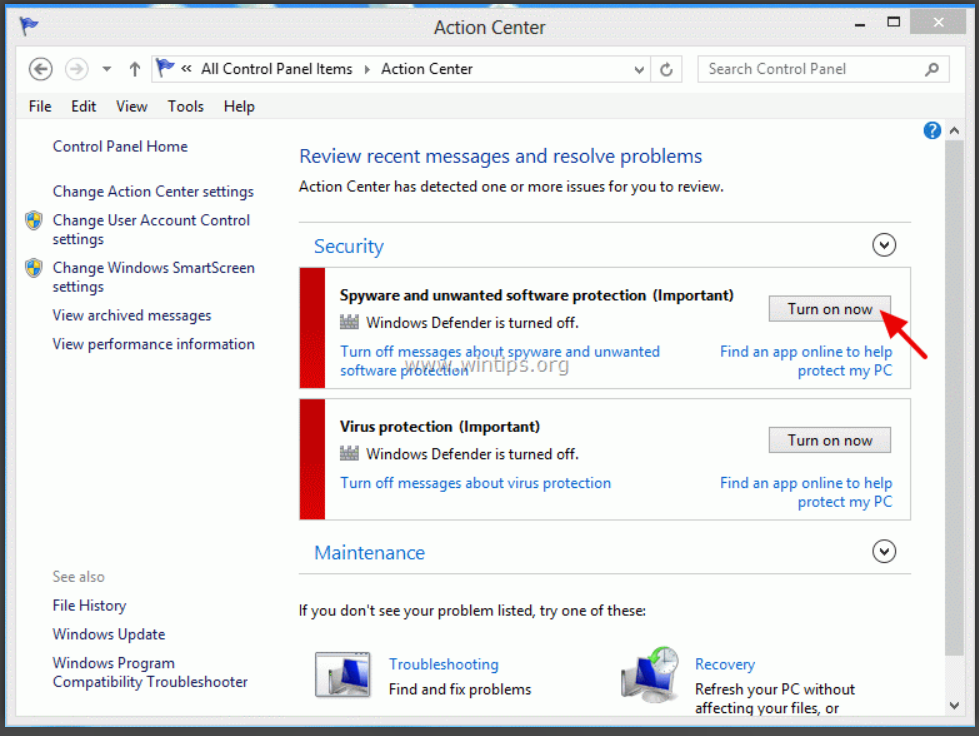 Action Center
« All Control Panel Items Action Center
Search Control Panel
File Edit View Tools Help
Control Panel Home
Change Action Center settings
Change User Account Control
settings
Change Windows SmartScreen
settings
View archived messages
View performance information
See also
File History
Windows Update
Windows Program
Compatibility Troubleshooter
?
Review recent messages and resolve problems
Action Center has detected one or more issues for you to review.
Security
Spyware and unwanted software protection (Important)
Turn on now
Windows Defender is turned off.
Turn off messages about spyware and unwanted
software protection
Find an app online to help
protect my PC
www.wintips.org
Virus protection (Important)
Turn on now
Windows Defender is turned off.
Turn off messages about virus protection
Find an app online to help
protect my PC
Maintenance
If you don't see your problem listed, try one of these:
Troubleshooting
Find and fix problems
Recovery
Refresh your PC without
affecting your files, or